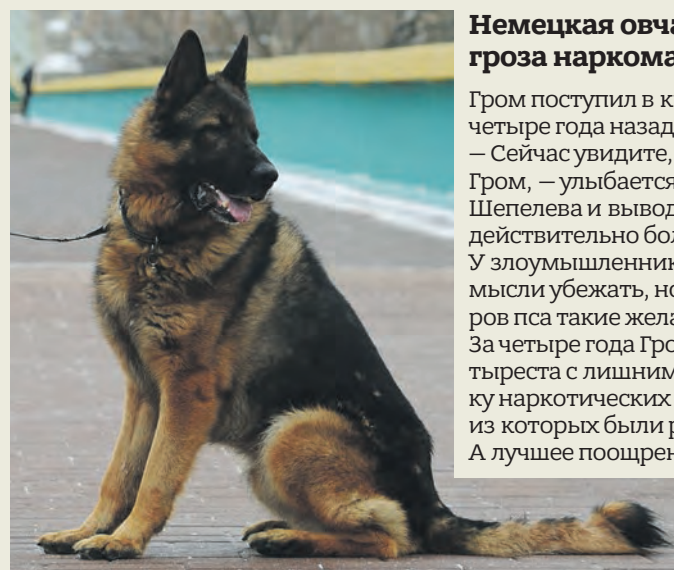 Немецкая овча
гроза наркома
Гром поступил в к
четыре года назад
— Сейчас увидите,
Гром, — улыбается
Шепелева и вывод
действительно бол
У злоумышленник
мысли убежать, но
ров пса такие жела
За четыре года Гро
тыреста с лишним
ку наркотических
из которых были р
А лучшее поощрен